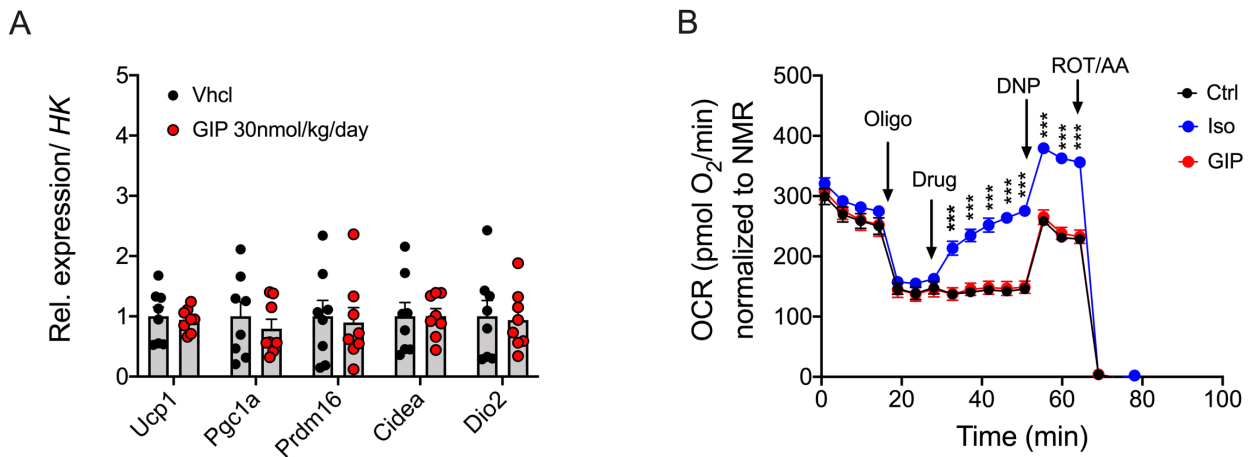 A
Rel. expression/ HK
5
4
3
2
1
0
Vhcl
GIP 30nmol/kg/day
Ucp1
Pgc1a
Prdm16
Cidea
Dio2
B
OCR (pmol O2/min)
normalized to NMR
500
400
300
200
100
0
Oligo
Drug
DNP
ROT/AA
***
***
***
***
***
***
***
***
Ctrl
Iso
GIP
0
20
40
60
80
100
Time (min)